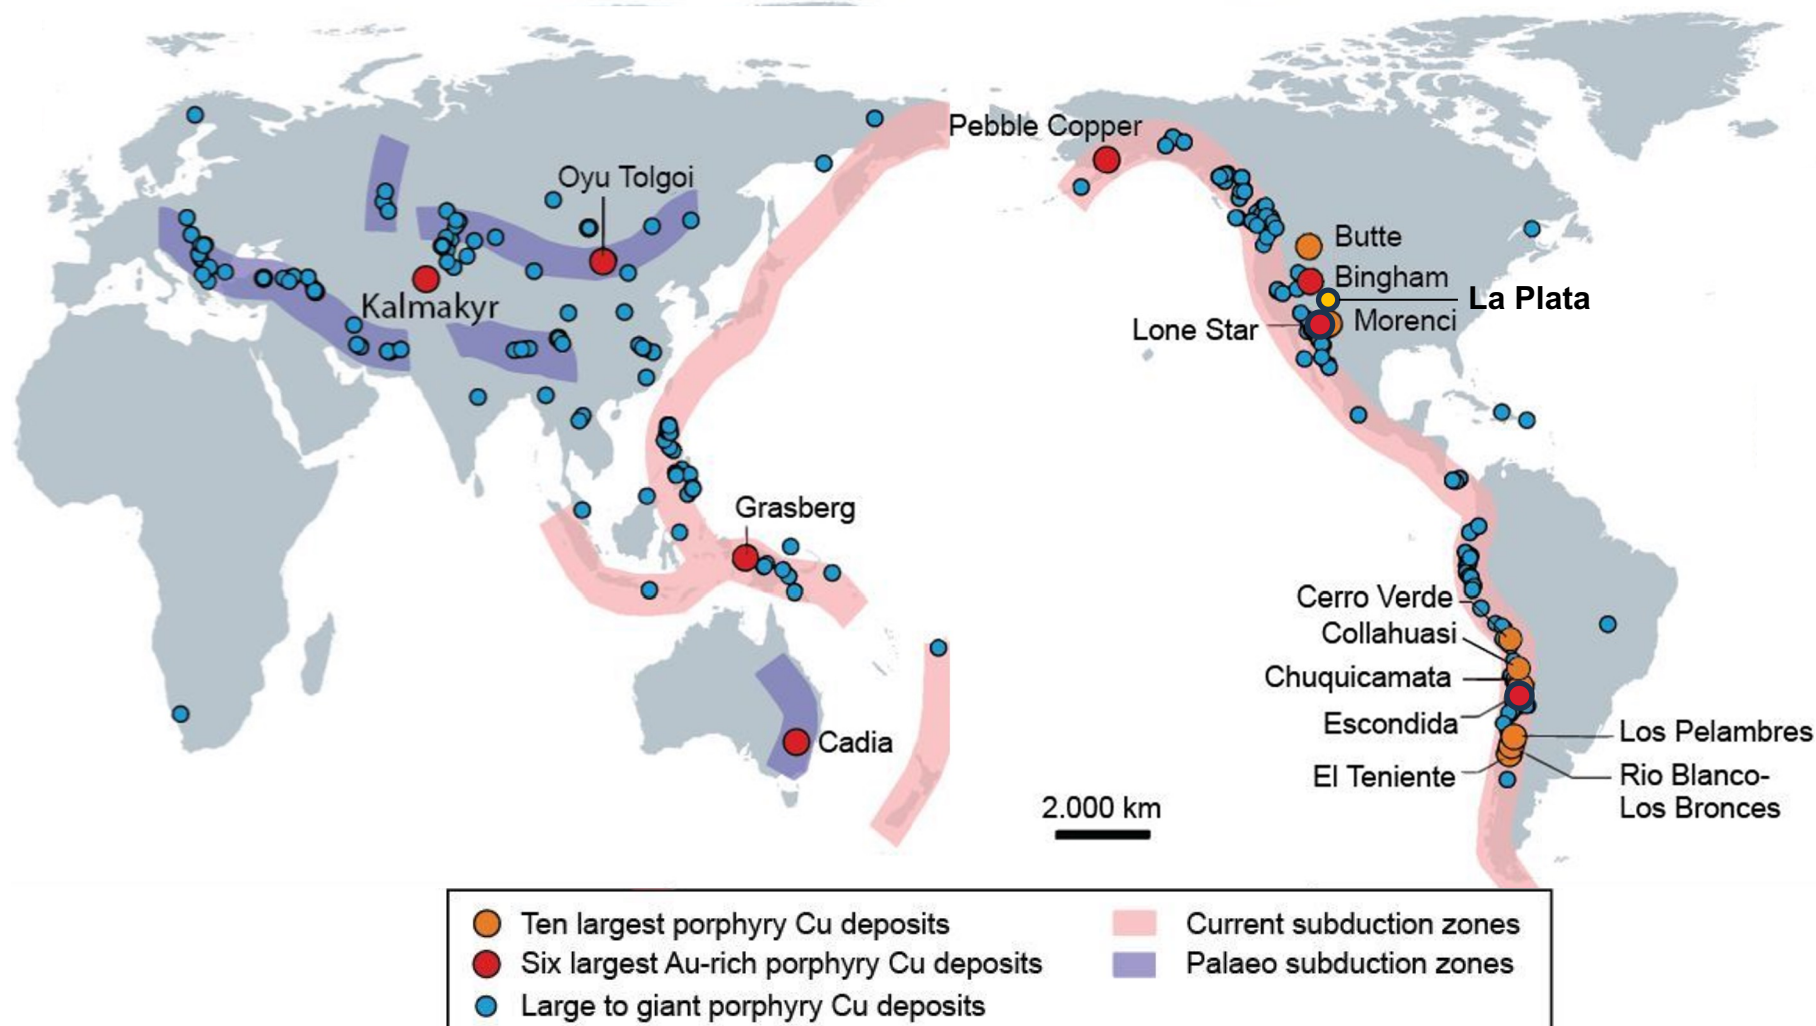 Pebble Copper
Oyu Tolgoi
Butte
Bingham
La Plata
Kalmakyr
Lone Star
Morenci
Grasberg
Cerro Verde
Collahuasi
Chuquicamata
Escondida
Los Pelambres
Cadia
El Teniente
Rio Blanco-
Los Bronces
2.000 km
Ten largest porphyry Cu deposits
Six largest Au-rich porphyry Cu deposits
Large to giant porphyry Cu deposits
Current subduction zones
Palaeo subduction zones